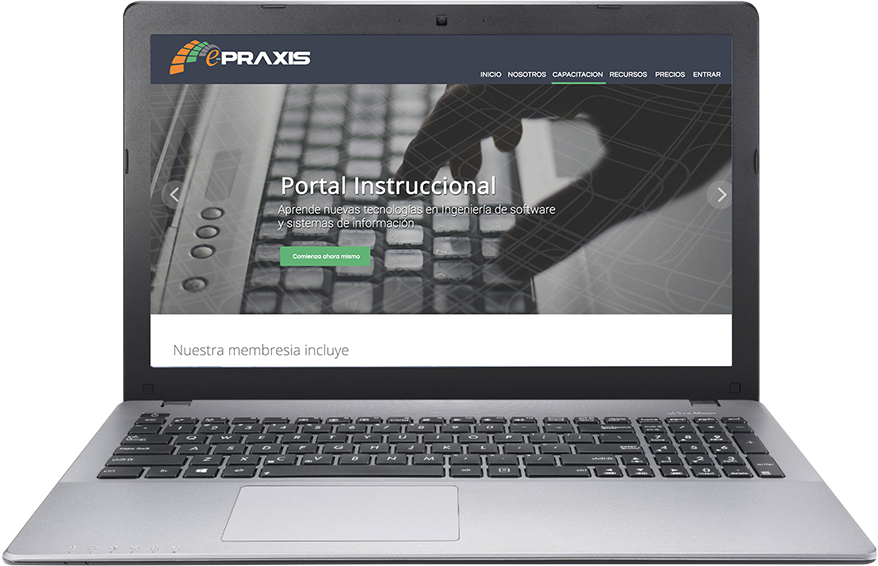 e-PRAXIS
INICIO NOSOTROS CAPACITACION RECURSOS PRECIOS ENTRAR
Portal Instruccional
Aprende nuevas tecnologías en Ingeniería de software
y sistemas de información
Comienza ahora mismo
Nuestra membresia incluye